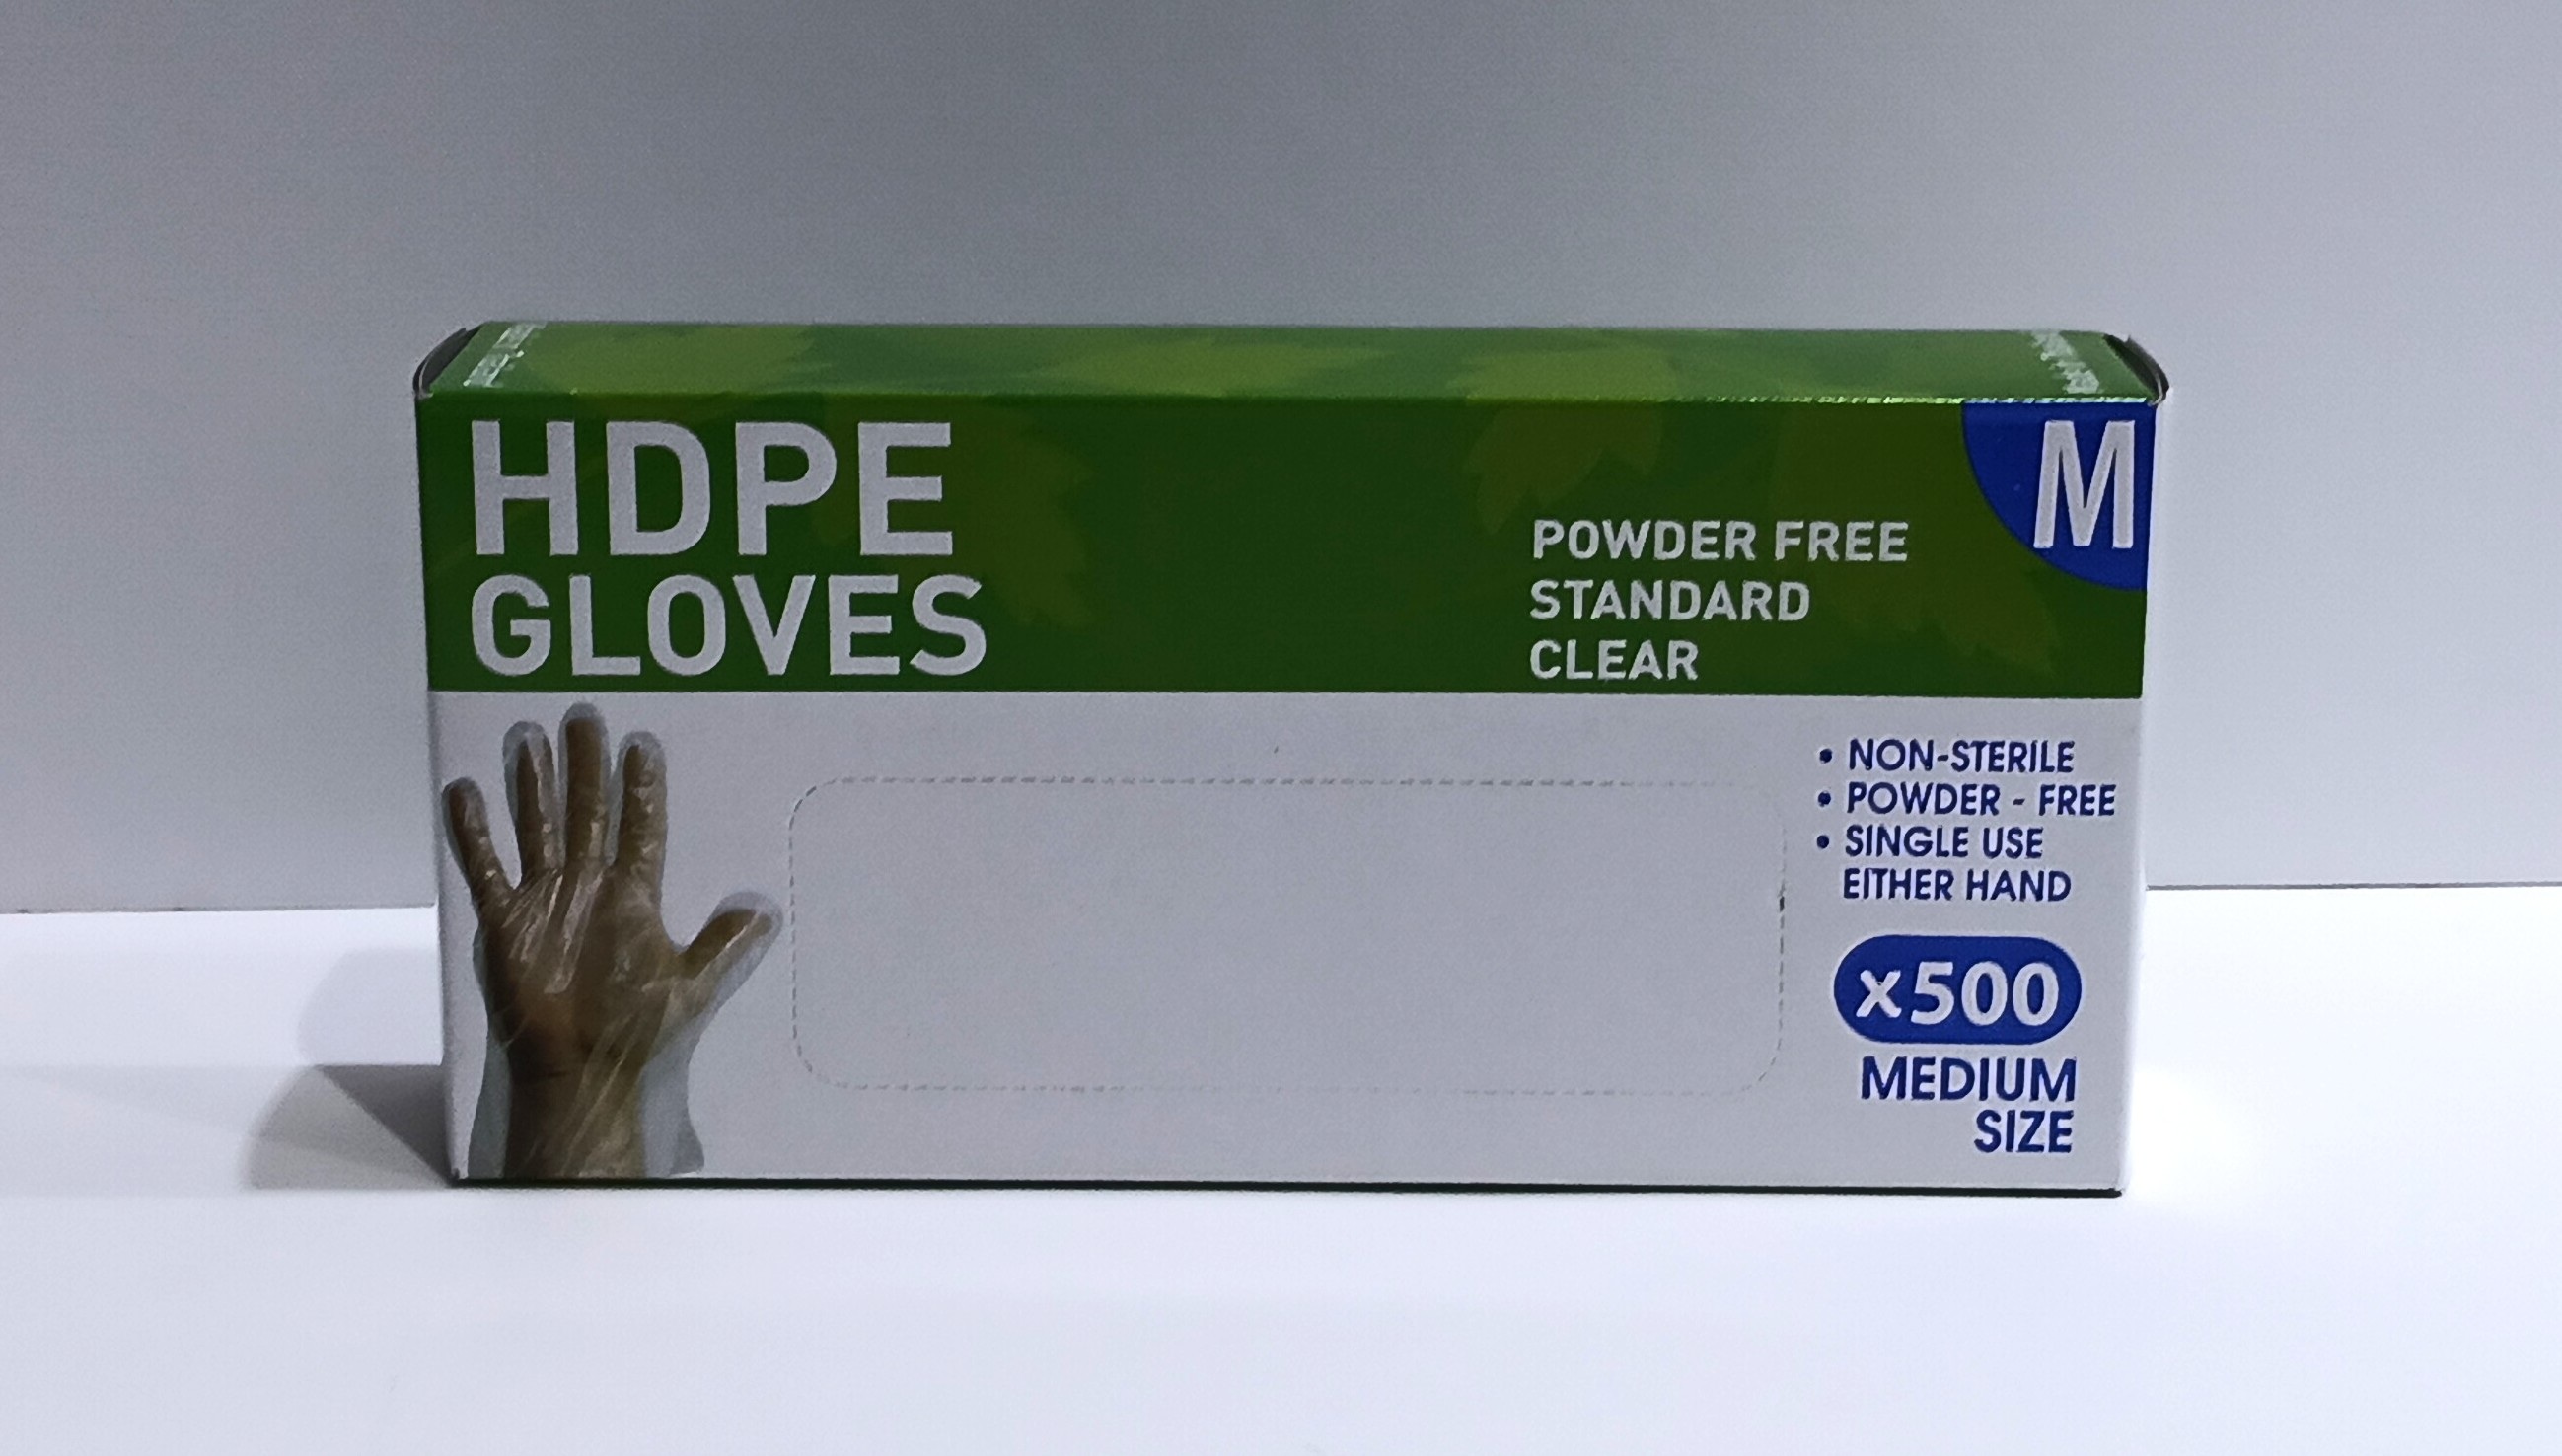 HDPE
GLOVES
POWDER FREE
STANDARD
CLEAR
M
• NON-STERILE
• POWDER - FREE
• SINGLE USE
EITHER HAND
x500
MEDIUM
SIZE